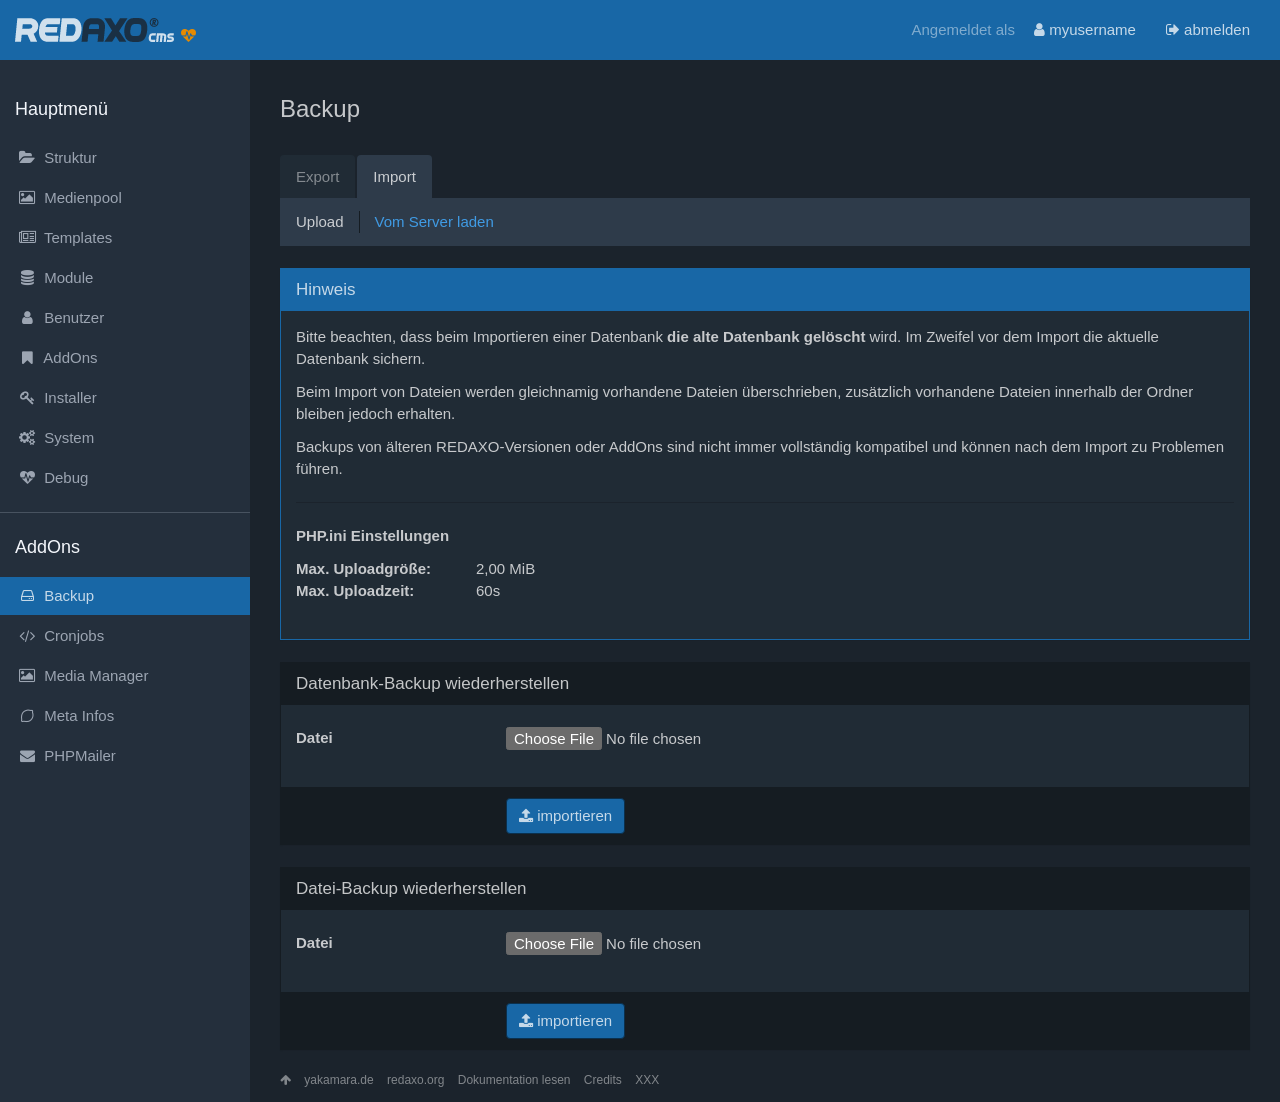 REDAXO® cms
Angemeldet als myusername abmelden
Hauptmenü
Struktur
Medienpool
Templates
Module
Benutzer
AddOns
Installer
System
Debug
AddOns
Backup
Cronjobs
Media Manager
Meta Infos
PHPMailer
Backup
Export Import
Upload Vom Server laden
Hinweis
Bitte beachten, dass beim Importieren einer Datenbank die alte Datenbank gelöscht wird. Im Zweifel vor dem Import die aktuelle
Datenbank sichern.
Beim Import von Dateien werden gleichnamig vorhandene Dateien überschrieben, zusätzlich vorhandene Dateien innerhalb der Ordner
bleiben jedoch erhalten.
Backups von älteren REDAXO-Versionen oder AddOns sind nicht immer vollständig kompatibel und können nach dem Import zu Problemen
führen.
PHP.ini Einstellungen
Max. Uploadgröße: 2,00 MiB
Max. Uploadzeit: 60s
Datenbank-Backup wiederherstellen
Datei Choose File No file chosen
importieren
Datei-Backup wiederherstellen
Datei Choose File No file chosen
importieren
yakamara.de redaxo.org Dokumentation lesen Credits XXX